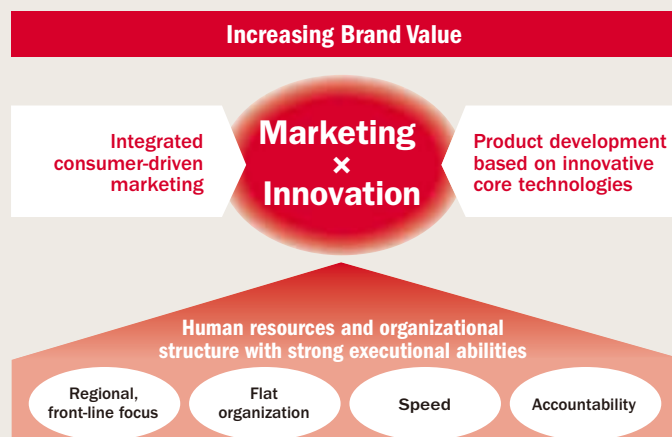 Increasing Brand Value
Integrated
consumer-driven
marketing
Marketing
×
Innovation
Product development
based on innovative
core technologies
Human resources and organizational
structure with strong executional abilities
Regional,
front-line focus
Flat
organization
Speed
Accountability